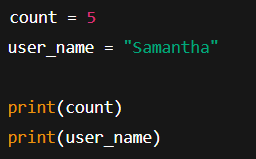 count = 5
user_name = "Samantha"
print(count)
print(user_name)